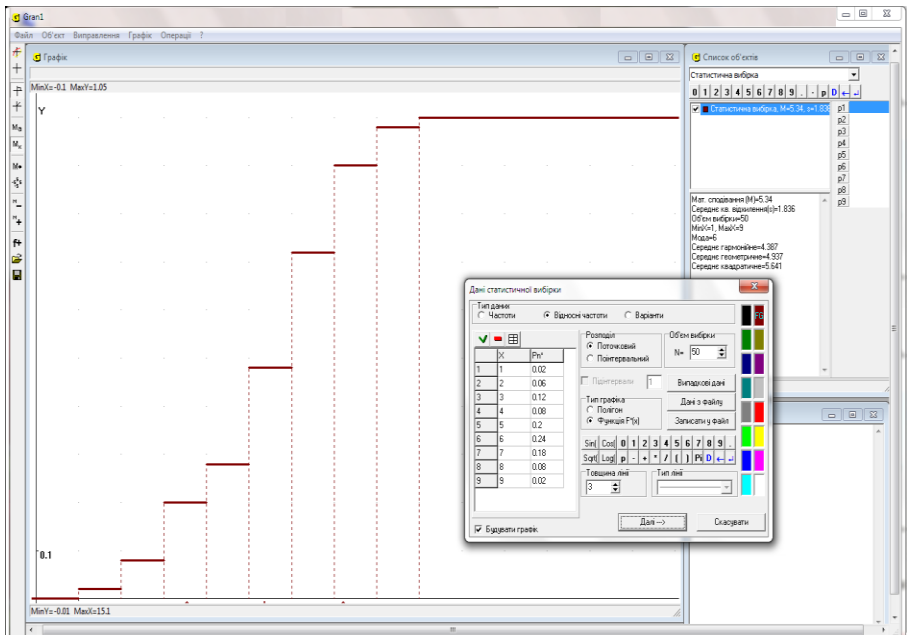 Gran1
Файл Об'єкт Виправлення Графік Операції ?
Графік
MinX=-0.1 MaxY=1.05
Y
0.1
MinY=-0.01 MaxX=15.1
Список об'єктів
Статистична вибірка
0 1 2 3 4 5 6 7 8 9 . - p D
Статистична вибірка, M=5.34, s=1.836
p1
p2
p3
p4
p5
p6
p7
p8
p9
Мат. сподівання (M)=5.34
Середнє кв. відхилення(s)=1.836
Об'єм вибірки=50
MinX=1, MaxX=9
Мода=6
Середнє гармонійне=4.387
Середнє геометричне=4.937
Середнє квадратичне=5.641
Дані статистичної вибірки
Тип даних
Частоти Відносні частоти Варіанти
X Pn*
1 1 0.02
2 2 0.06
3 3 0.12
4 4 0.08
5 5 0.2
6 6 0.24
7 7 0.18
8 8 0.08
9 9 0.02
Будувати графік
Розподіл
Поточковий
Поінтервальний
Об'єм вибірки
N= 50
Підінтервали 1
Випадкові дані
Тип графіка
Полігон
Функція F*(x)
Дані з файлу
Записати у файл
Sin( Cos( 0 1 2 3 4 5 6 7 8 9 .
Sqrt( Log( p - + * / ( ) Pi D
Товщина лінії
3
Тип лінії
Далі -->
Скасувати
FG